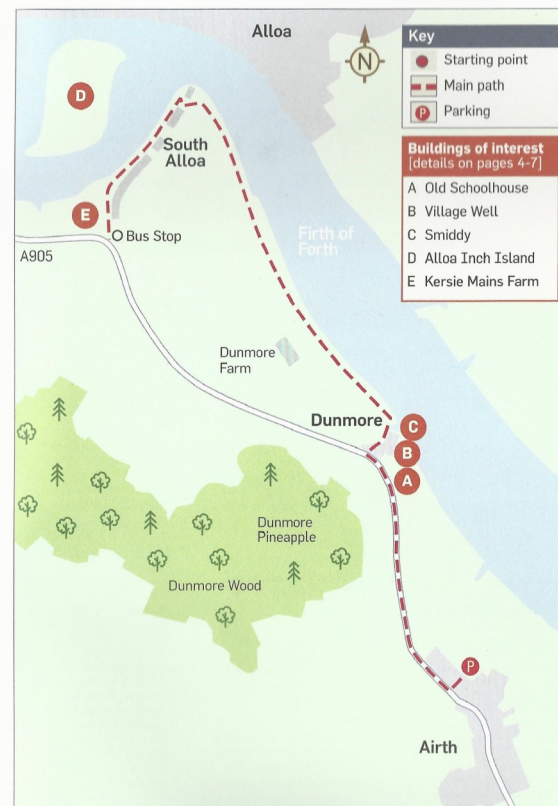 Alloa
N
Key
Starting point
Main path
P Parking
Buildings of interest
[details on pages 4-7]
A Old Schoolhouse
B Village Well
C Smiddy
D Alloa Inch Island
E Kersie Mains Farm
D
South
Alloa
E
Bus Stop
A905
Firth of
Forth
Dunmore
Farm
Dunmore
C
B
A
Dunmore
Pineapple
Dunmore Wood
P
Airth